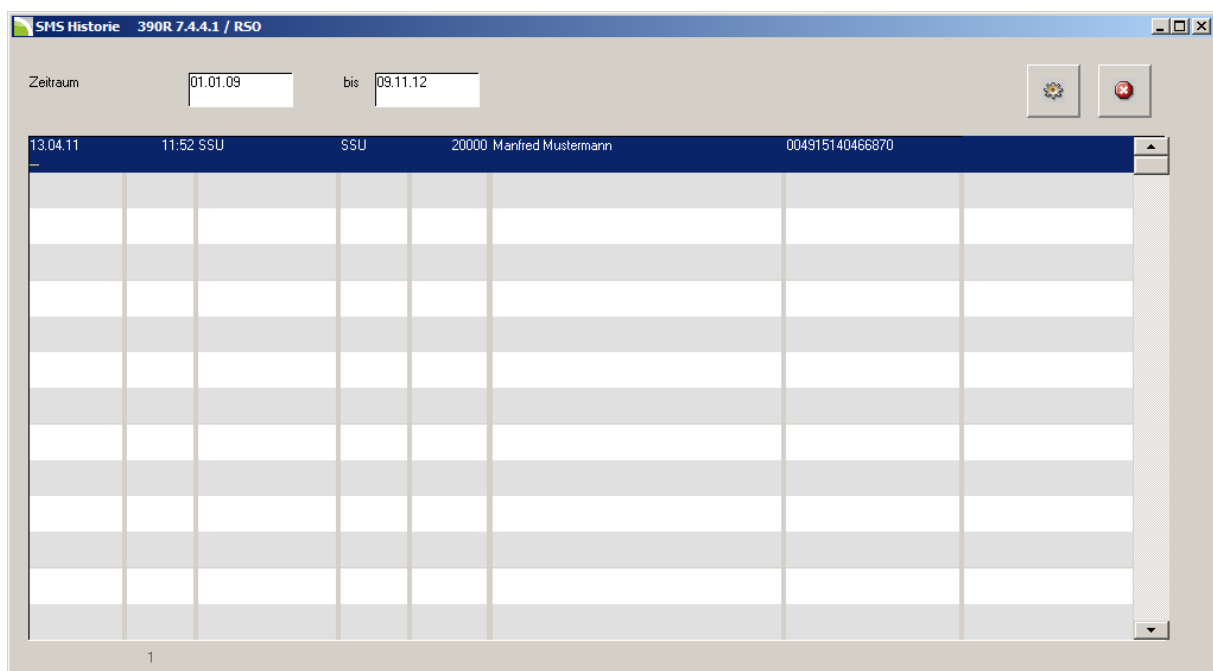 SMS Historie 390R 7.4.4.1 / RSO
Zeitraum 01.01.09 bis 09.11.12
13.04.11 11:52 SSU SSU 20000 Manfred Mustermann 004915140466870
1